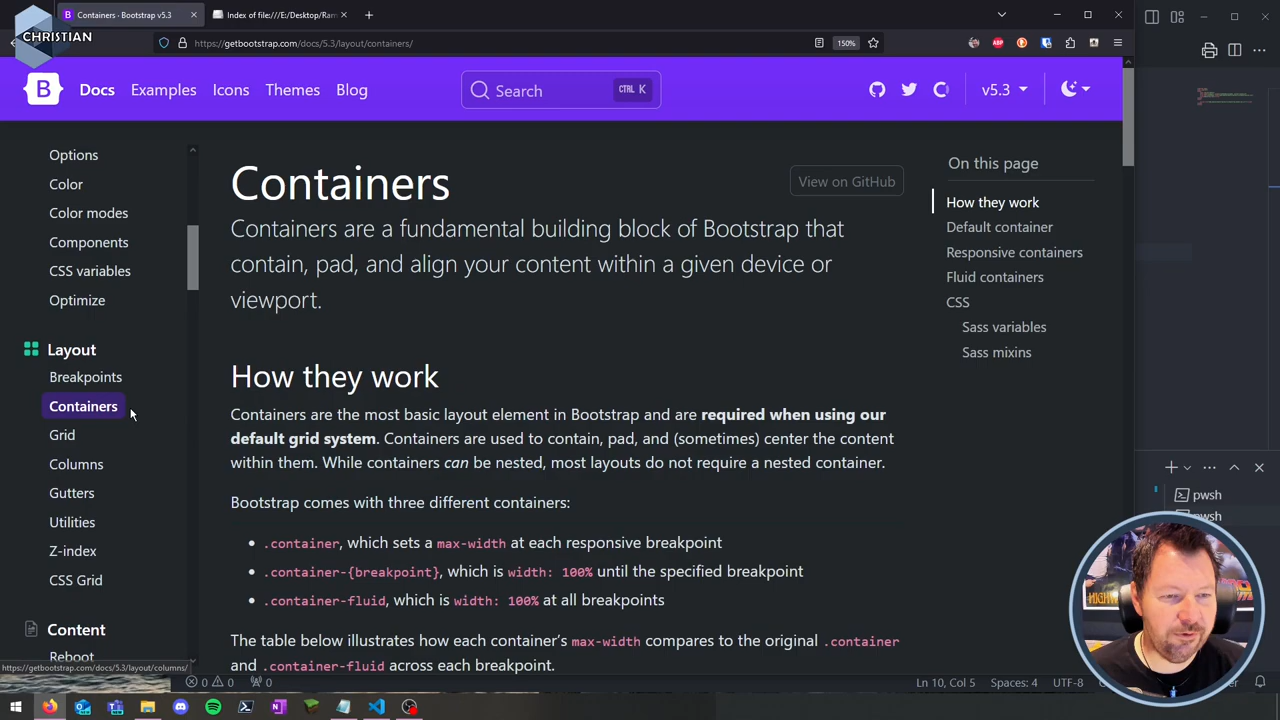 CHRISTIAN
Containers · Bootstrap v5.3
Index of file:///E:/Desktop/Ram
https://getbootstrap.com/docs/5.3/layout/containers/
150%
ABP
B
Docs
Examples
Icons
Themes
Blog
Search
CTRL K
v5.3
Options
Color
Color modes
Components
CSS variables
Optimize
Layout
Breakpoints
Containers
Grid
Columns
Gutters
Utilities
Z-index
CSS Grid
Content
Reboot
https://getbootstrap.com/docs/5.3/layout/columns/
Containers
View on GitHub
Containers are a fundamental building block of Bootstrap that
contain, pad, and align your content within a given device or
viewport.
How they work
Containers are the most basic layout element in Bootstrap and are required when using our
default grid system. Containers are used to contain, pad, and (sometimes) center the content
within them. While containers can be nested, most layouts do not require a nested container.
Bootstrap comes with three different containers:
• .container, which sets a max-width at each responsive breakpoint
• .container-{breakpoint}, which is width: 100% until the specified breakpoint
• .container-fluid, which is width: 100% at all breakpoints
The table below illustrates how each container's max-width compares to the original .container
and .container-fluid across each breakpoint.
On this page
How they work
Default container
Responsive containers
Fluid containers
CSS
Sass variables
Sass mixins
pwsh
pwsh
0 0 0
Ln 10, Col 5
Spaces: 4
UTF-8